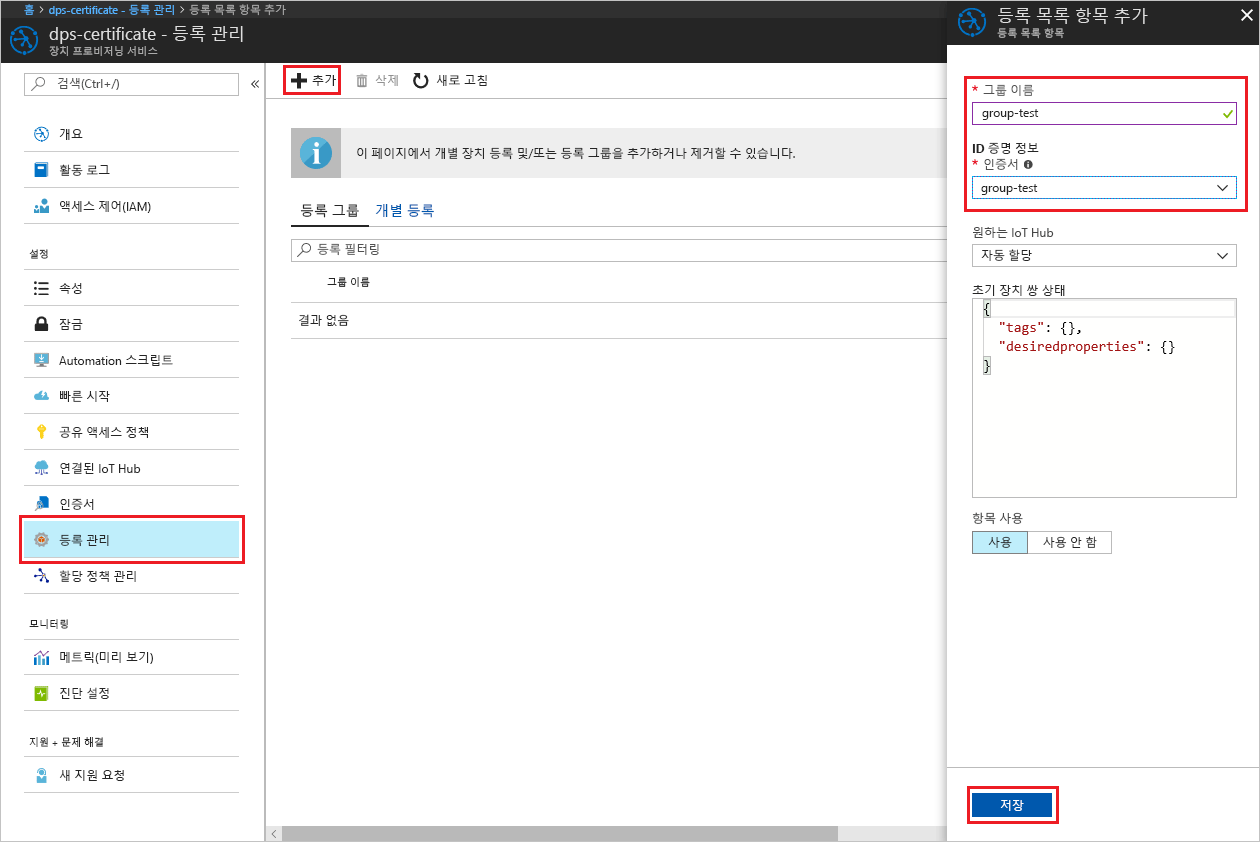 홈 > dps-certificate - 등록 관리 > 등록 목록 항목 추가
dps-certificate - 등록 관리
장치 프로비저닝 서비스
검색(Ctrl+/)
«
개요
활동 로그
액세스 제어(IAM)
설정
속성
잠금
Automation 스크립트
빠른 시작
공유 액세스 정책
연결된 IoT Hub
인증서
등록 관리
할당 정책 관리
모니터링
메트릭(미리 보기)
진단 설정
지원 + 문제 해결
새 지원 요청
추가 삭제 새로 고침
이 페이지에서 개별 장치 등록 및/또는 등록 그룹을 추가하거나 제거할 수 있습니다.
등록 그룹 개별 등록
등록 필터링
그룹 이름
결과 없음
등록 목록 항목 추가
등록 목록 항목
* 그룹 이름
group-test
ID 증명 정보
* 인증서
group-test
원하는 IoT Hub
자동 할당
초기 장치 쌍 상태
{
"tags": {},
"desiredproperties": {}
}
항목 사용
사용 사용 안 함
저장